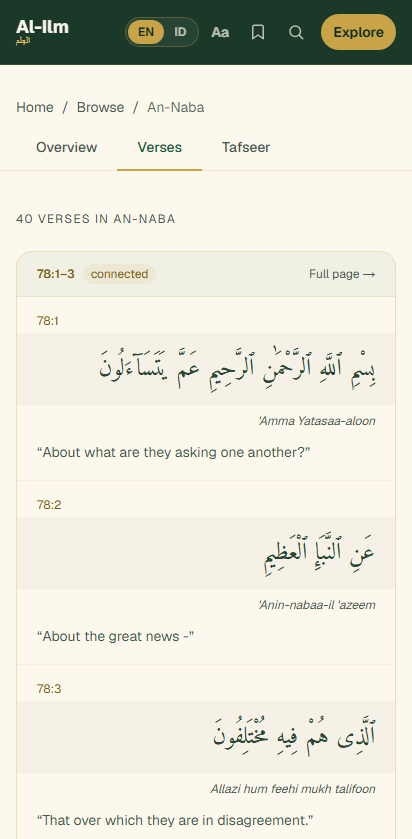 Al-Ilm
العِلْم
EN ID Aa Explore
Home / Browse / An-Naba
Overview Verses Tafseer
40 VERSES IN AN-NABA
78:1–3 connected Full page →
78:1
بِسْمِ ٱللَّهِ ٱلرَّحْمَٰنِ ٱلرَّحِيمِ عَمَّ يَتَسَآءَلُونَ
'Amma Yatasaa-aloon
“About what are they asking one another?”
78:2
عَنِ ٱلنَّبَإِ ٱلْعَظِيمِ
'Anin-nabaa-il 'azeem
“About the great news -”
78:3
ٱلَّذِى هُمْ فِيهِ مُخْتَلِفُونَ
Allazi hum feehi mukh talifoon
“That over which they are in disagreement.”